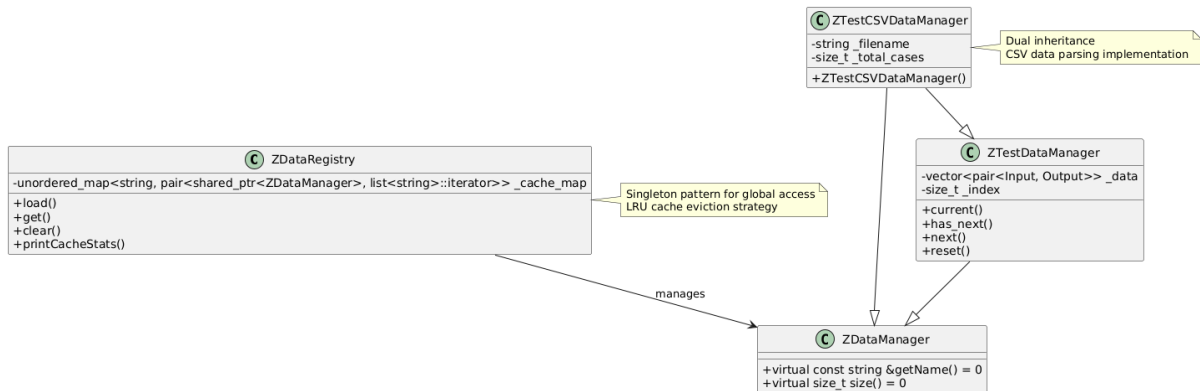 C ZTestCSVDataManager
-string _filename
-size_t _total_cases
+ZTestCSVDataManager()
Dual inheritance
CSV data parsing implementation
C ZDataRegistry
-unordered_map<string, pair<shared_ptr<ZDataManager>, list<string>::iterator>> _cache_map
+load()
+get()
+clear()
+printCacheStats()
Singleton pattern for global access
LRU cache eviction strategy
C ZTestDataManager
-vector<pair<Input, Output>> _data
-size_t _index
+current()
+has_next()
+next()
+reset()
manages
C ZDataManager
+virtual const string &getName() = 0
+virtual size_t size() = 0